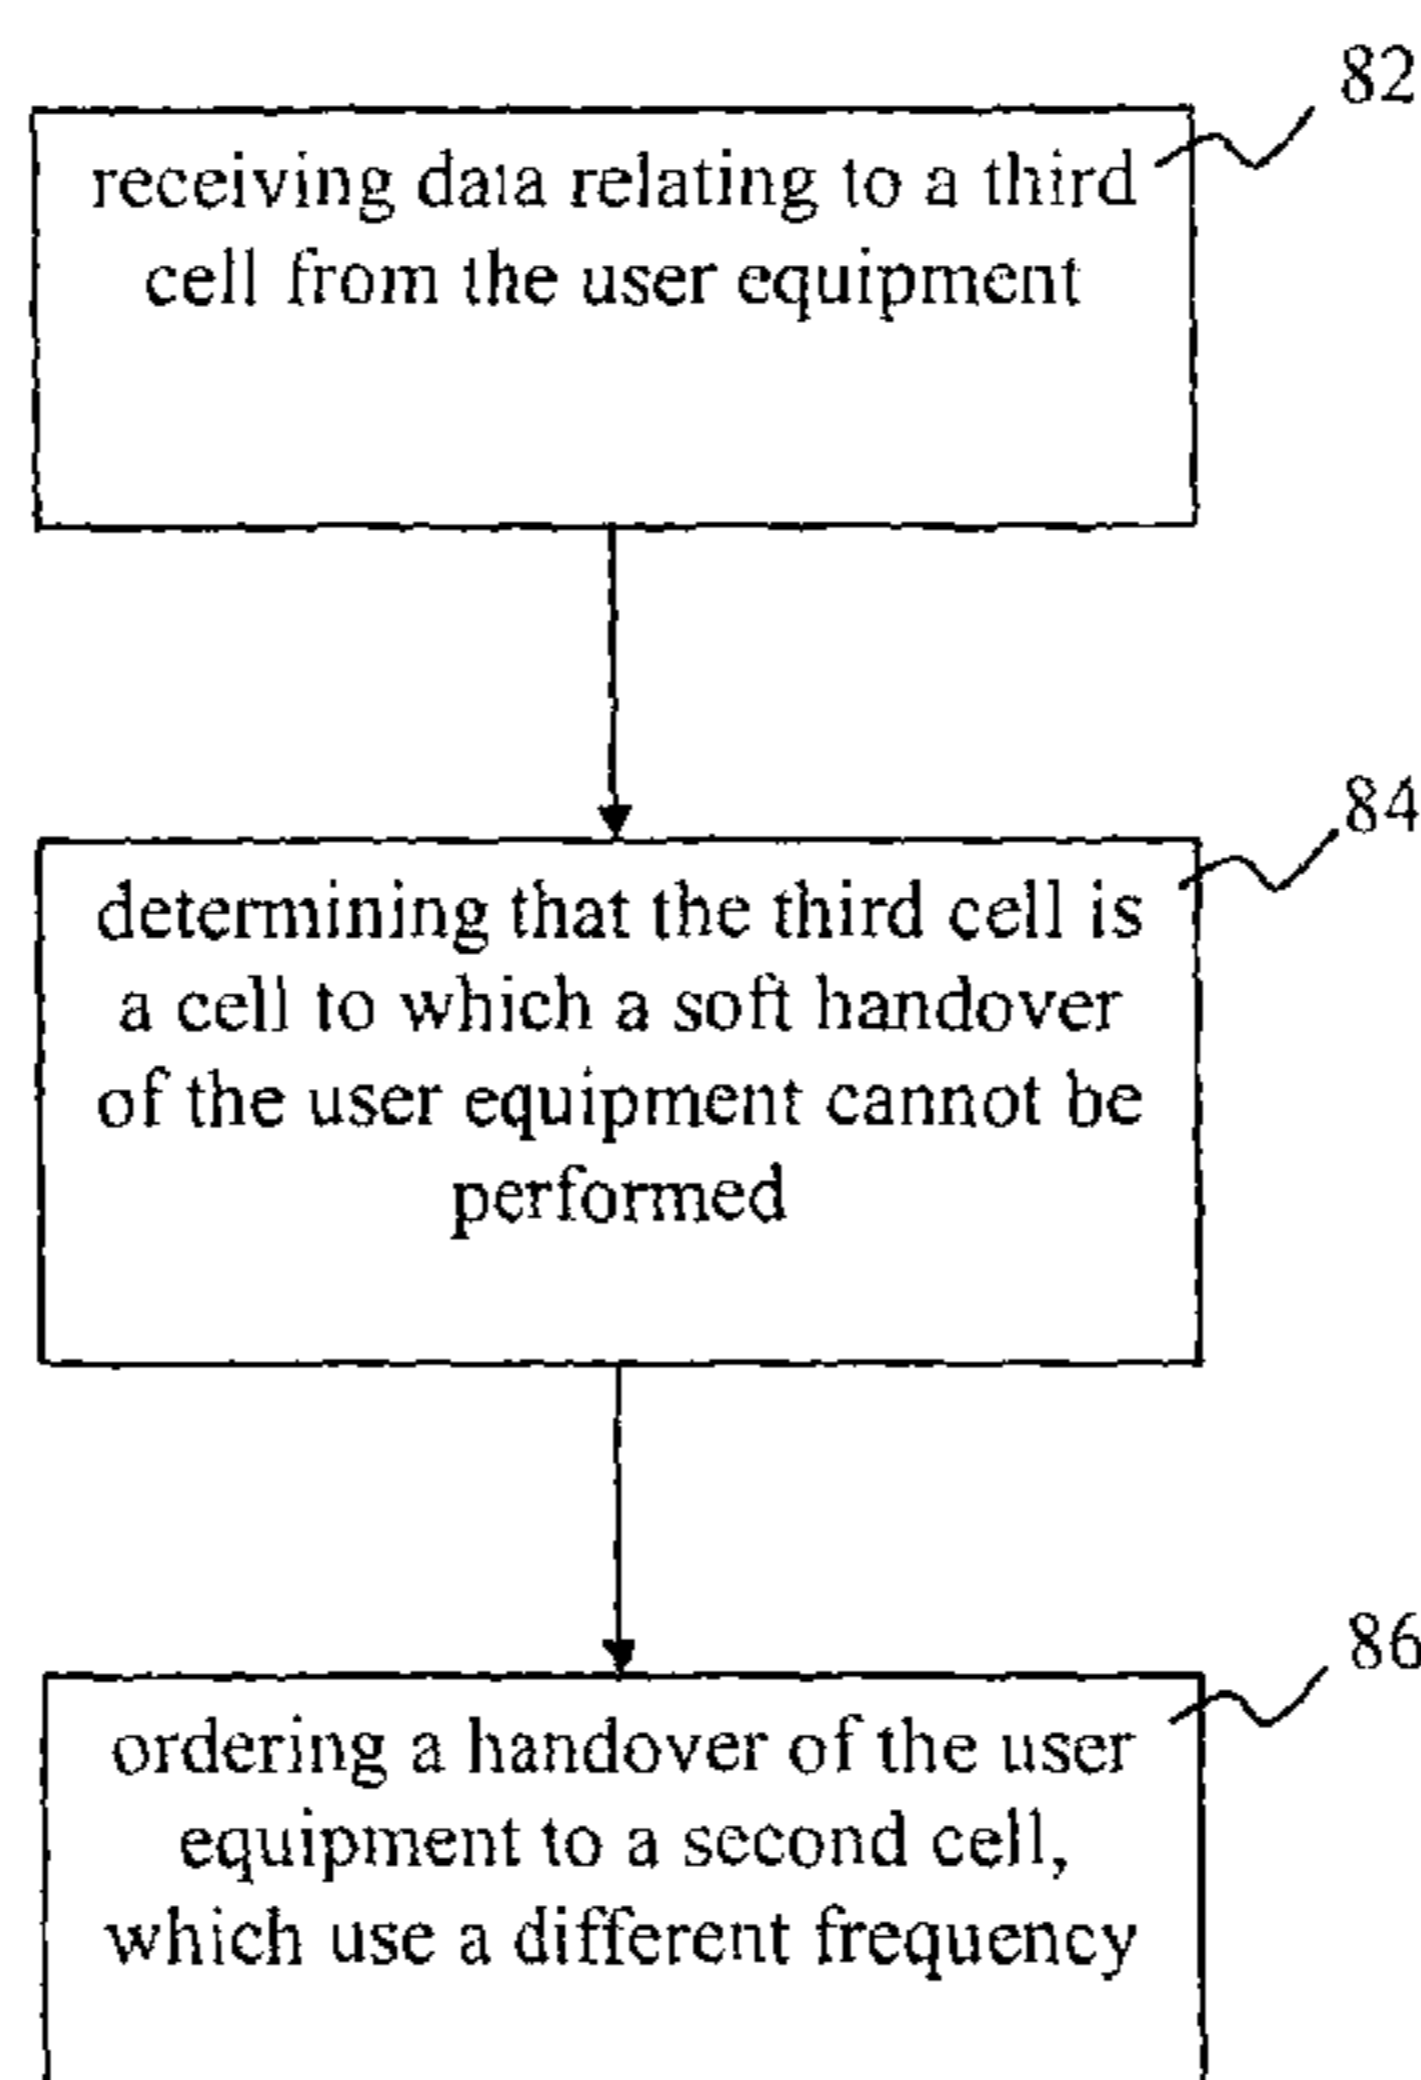 82
receiving data relating to a third
cell from the user equipment
84
determining that the third cell is
a cell to which a soft handover
of the user equipment cannot be
performed
86
ordering a handover of the user
equipment to a second cell,
which use a different frequency